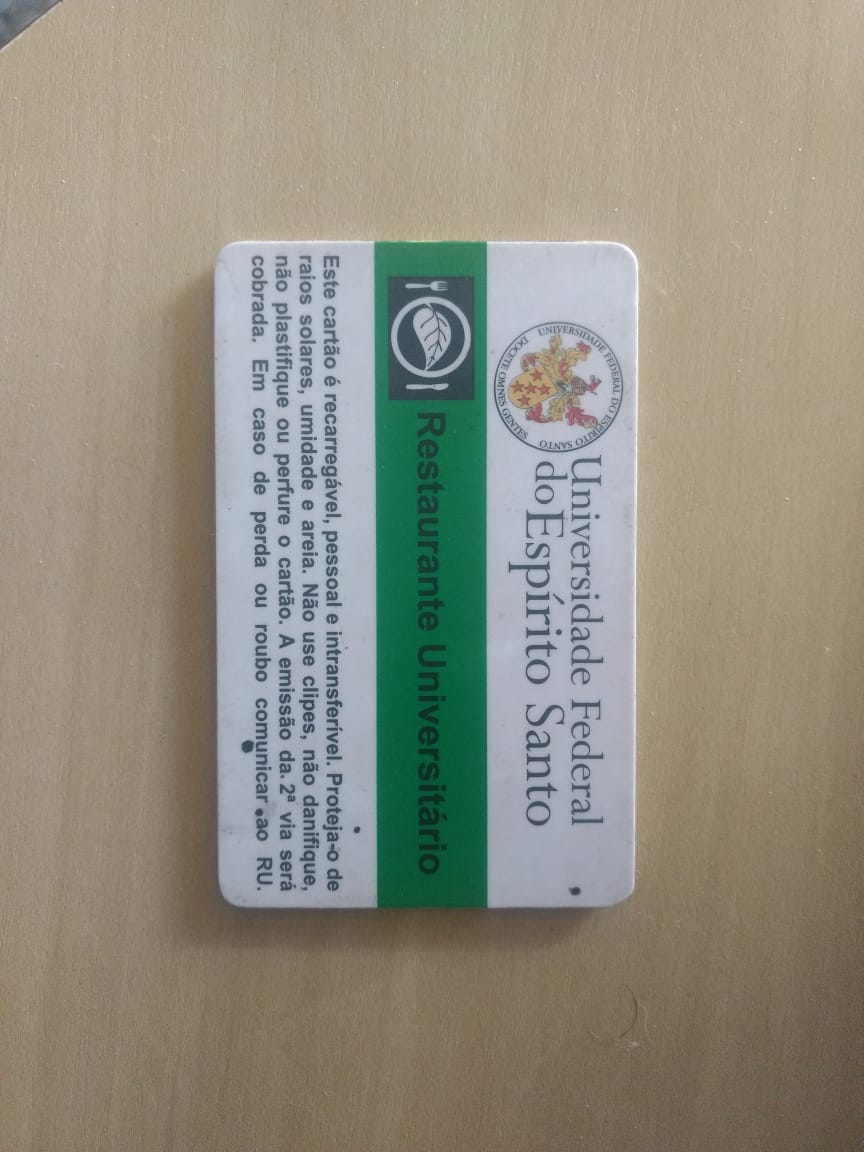 UNIVERSIDADE FEDERAL DO ESPÍRITO SANTO
DOCETE OMNES GENTES
Universidade Federal
do Espírito Santo
Restaurante Universitário
Este cartão é recarregável, pessoal e intransferível. Proteja-o de
raios solares, umidade e areia. Não use clipes, não danifique,
não plastifique ou perfure o cartão. A emissão da 2ª via será
cobrada. Em caso de perda ou roubo comunicar ao RU.